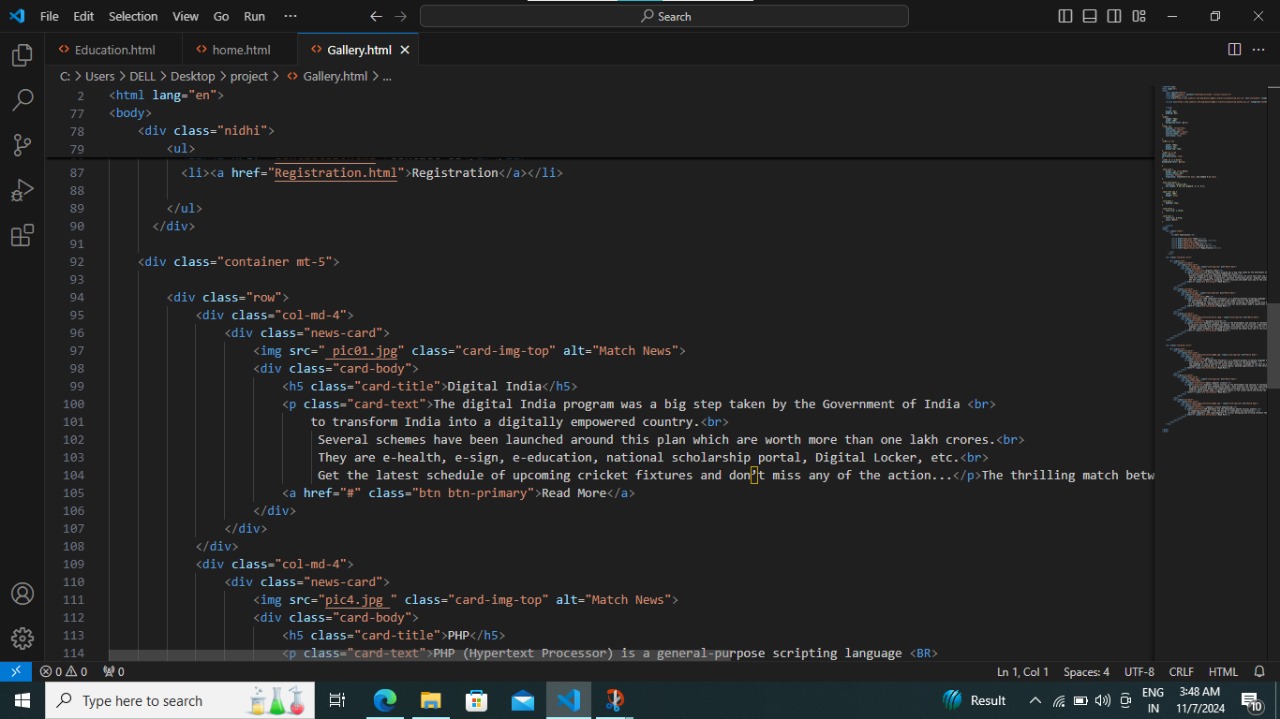 File Edit Selection View Go Run ··· Search
Education.html home.html Gallery.html
C: > Users > DELL > Desktop > project > Gallery.html > ...
2 <html lang="en">
77 <body>
78 <div class="nidhi">
79 <ul>
87 <li><a href="Registration.html">Registration</a></li>
88
89 </ul>
90 </div>
91
92 <div class="container mt-5">
93
94 <div class="row">
95 <div class="col-md-4">
96 <div class="news-card">
97 <img src=" pic01.jpg" class="card-img-top" alt="Match News">
98 <div class="card-body">
99 <h5 class="card-title">Digital India</h5>
100 <p class="card-text">The digital India program was a big step taken by the Government of India <br>
101 to transform India into a digitally empowered country.<br>
102 Several schemes have been launched around this plan which are worth more than one lakh crores.<br>
103 They are e-health, e-sign, e-education, national scholarship portal, Digital Locker, etc.<br>
104 Get the latest schedule of upcoming cricket fixtures and don’t miss any of the action...</p>The thrilling match betw
105 <a href="#" class="btn btn-primary">Read More</a>
106 </div>
107 </div>
108 </div>
109 <div class="col-md-4">
110 <div class="news-card">
111 <img src="pic4.jpg " class="card-img-top" alt="Match News">
112 <div class="card-body">
113 <h5 class="card-title">PHP</h5>
114 <p class="card-text">PHP (Hypertext Processor) is a general-purpose scripting language <BR>
0 0 0 Ln 1, Col 1 Spaces: 4 UTF-8 CRLF HTML
Type here to search Result ENG IN 3:48 AM 11/7/2024 10